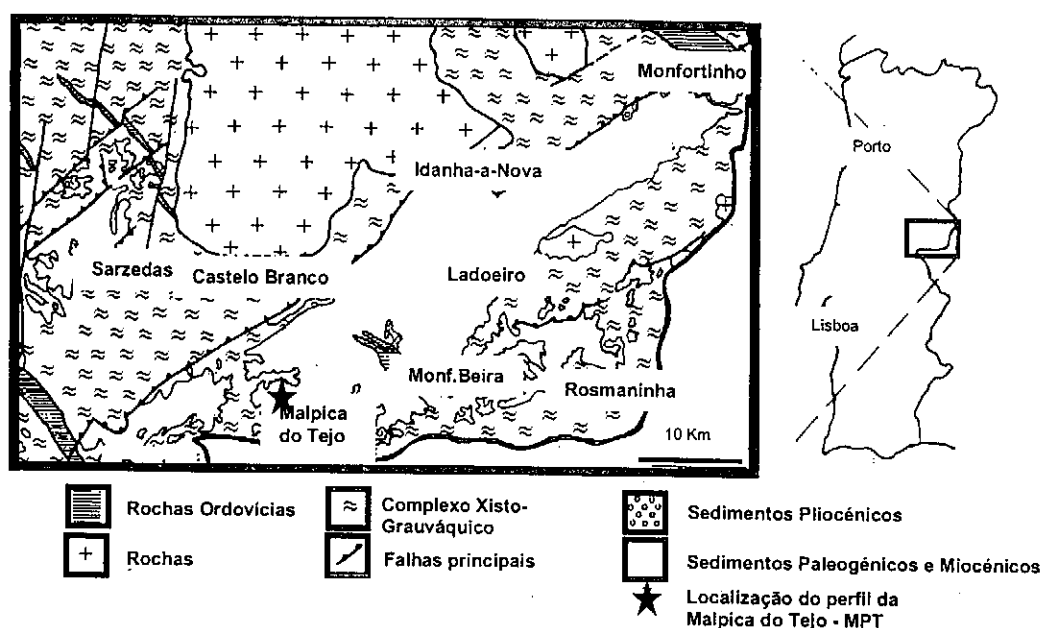 Monfortinho
Porto
Idanha-a-Nova
Sarzedas
Castelo Branco
Ladoeiro
Lisboa
Monf.Beira
Rosmaninha
Malpica
do Tejo
10 Km
Rochas Ordovícias
Complexo Xisto-
Grauváquico
Sedimentos Pliocénicos
Rochas
Falhas principais
Sedimentos Paleogénicos e Miocénicos
Localização do perfil da
Malpica do Tejo - MPT